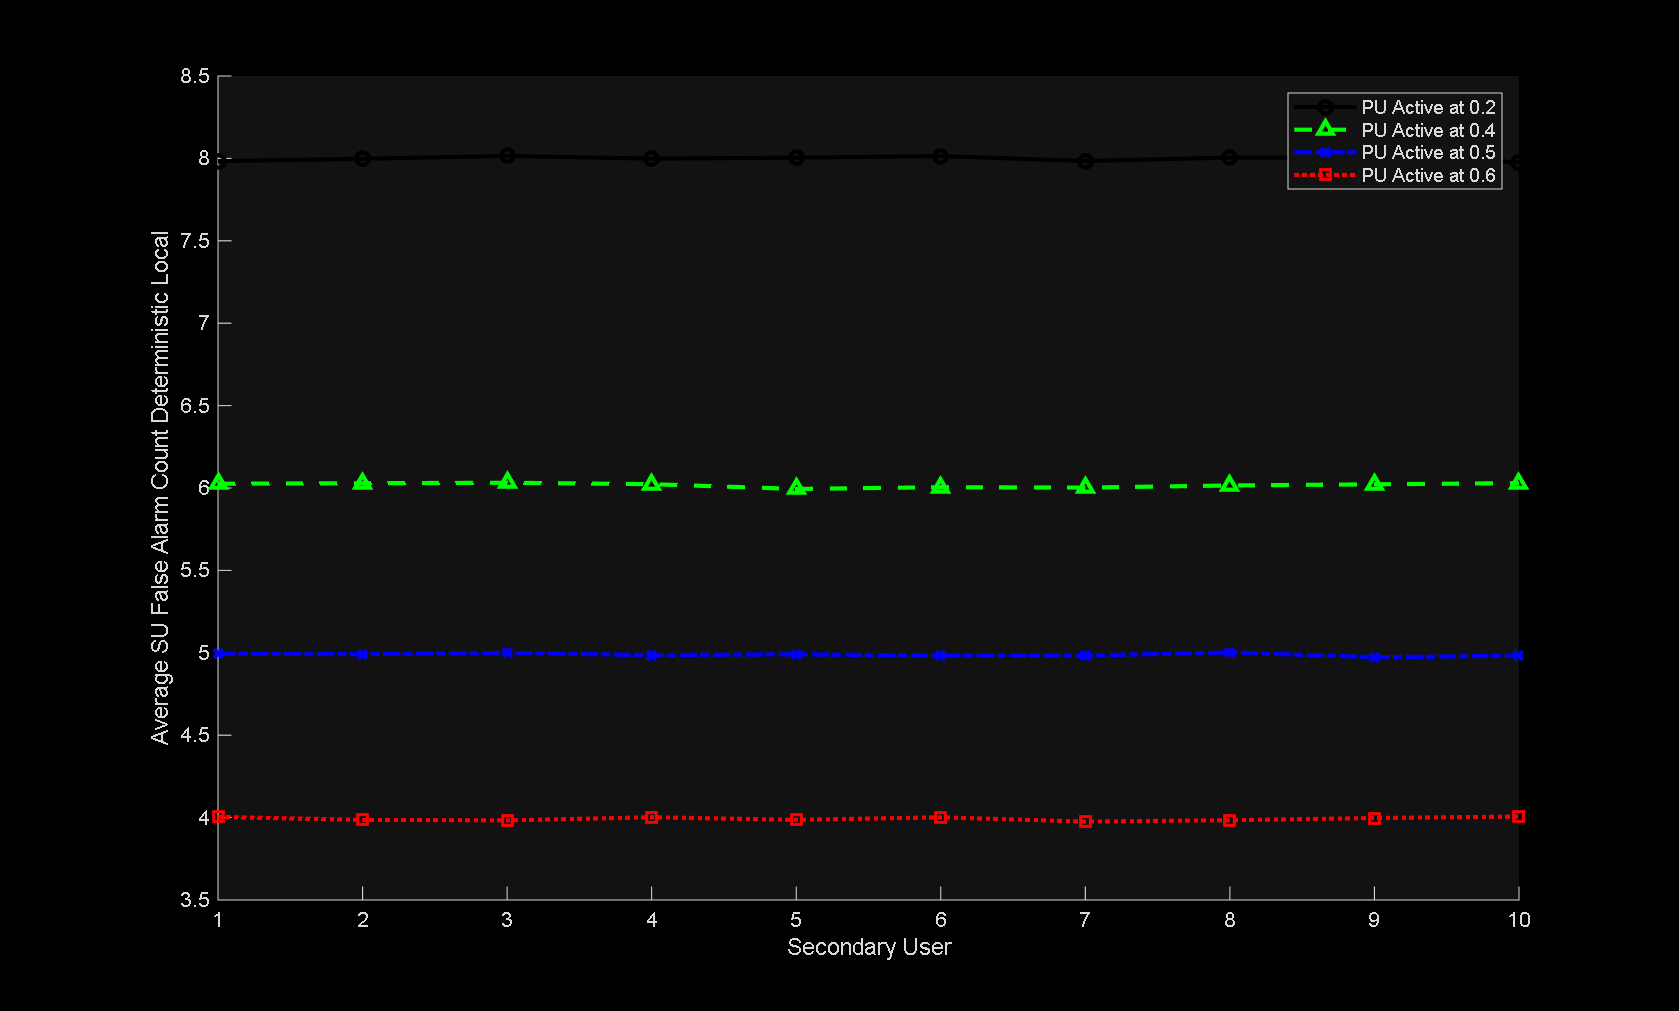 8.5
8
7.5
7
6.5
6
5.5
5
4.5
4
3.5
Average SU False Alarm Count Deterministic Local
PU Active at 0.2
PU Active at 0.4
PU Active at 0.5
PU Active at 0.6
1 2 3 4 5 6 7 8 9 10
Secondary User